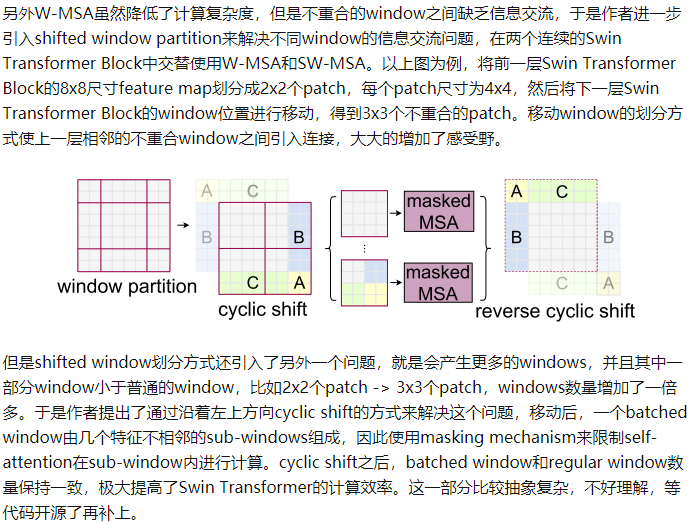 另外W-MSA虽然降低了计算复杂度，但是不重合的window之间缺乏信息交流，于是作者进一步
引入shifted window partition来解决不同window的信息交流问题，在两个连续的Swin
Transformer Block中交替使用W-MSA和SW-MSA。以上图为例，将前一层Swin Transformer
Block的8x8尺寸feature map划分成2x2个patch，每个patch尺寸为4x4，然后将下一层Swin
Transformer Block的window位置进行移动，得到3x3个不重合的patch。移动window的划分方
式使上一层相邻的不重合window之间引入连接，大大的增加了感受野。
A
C
B
B
C
A
window partition
cyclic shift
masked
MSA
...
masked
MSA
A
C
B
B
C
A
reverse cyclic shift
但是shifted window划分方式还引入了另外一个问题，就是会产生更多的windows，并且其中一
部分window小于普通的window，比如2x2个patch -> 3x3个patch，windows数量增加了一倍
多。于是作者提出了通过沿着左上方向cyclic shift的方式来解决这个问题，移动后，一个batched
window由几个特征不相邻的sub-windows组成，因此使用masking mechanism来限制self-
attention在sub-window内进行计算。cyclic shift之后，batched window和regular window数
量保持一致，极大提高了Swin Transformer的计算效率。这一部分比较抽象复杂，不好理解，等
代码开源了再补上。